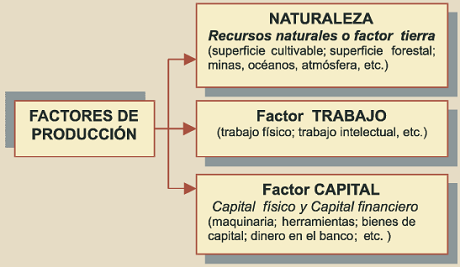 FACTORES DE
PRODUCCIÓN
NATURALEZA
Recursos naturales o factor tierra
(superficie cultivable; superficie forestal;
minas, océanos, atmósfera, etc.)
Factor TRABAJO
(trabajo físico; trabajo intelectual, etc.)
Factor CAPITAL
Capital físico y Capital financiero
(maquinaria; herramientas; bienes de
capital; dinero en el banco; etc. )